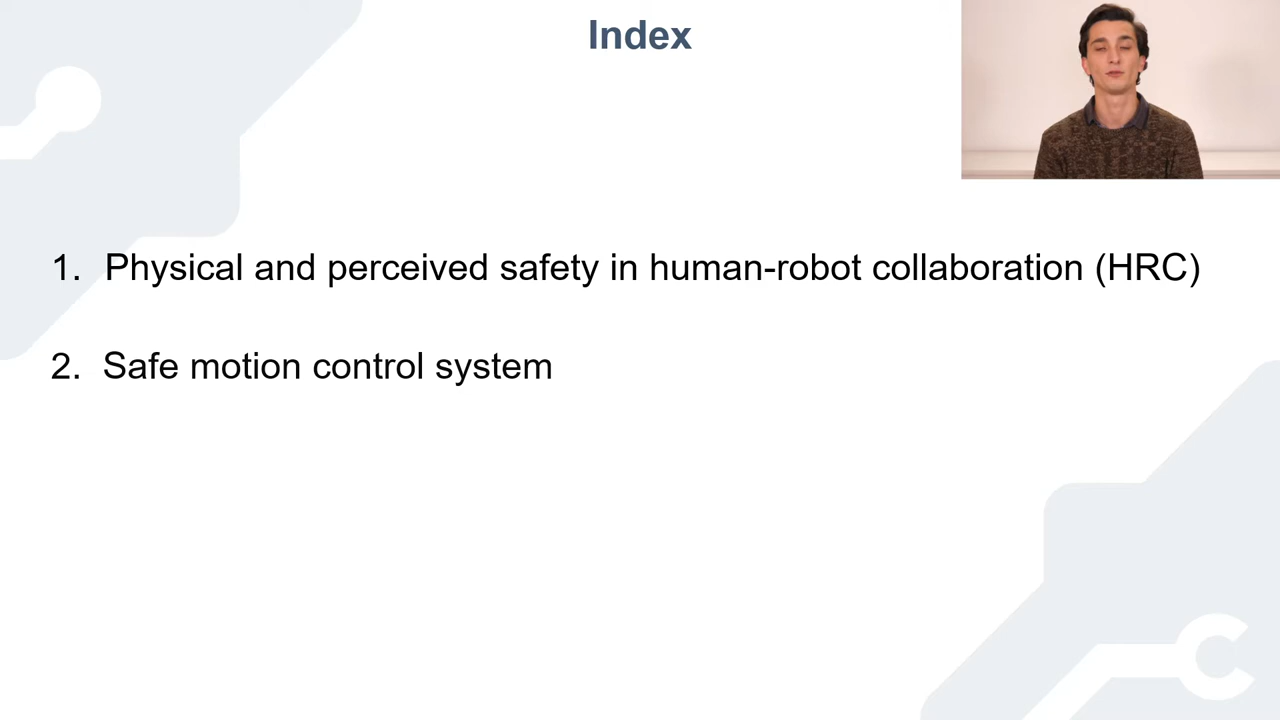 Index
1. Physical and perceived safety in human-robot collaboration (HRC)
2. Safe motion control system